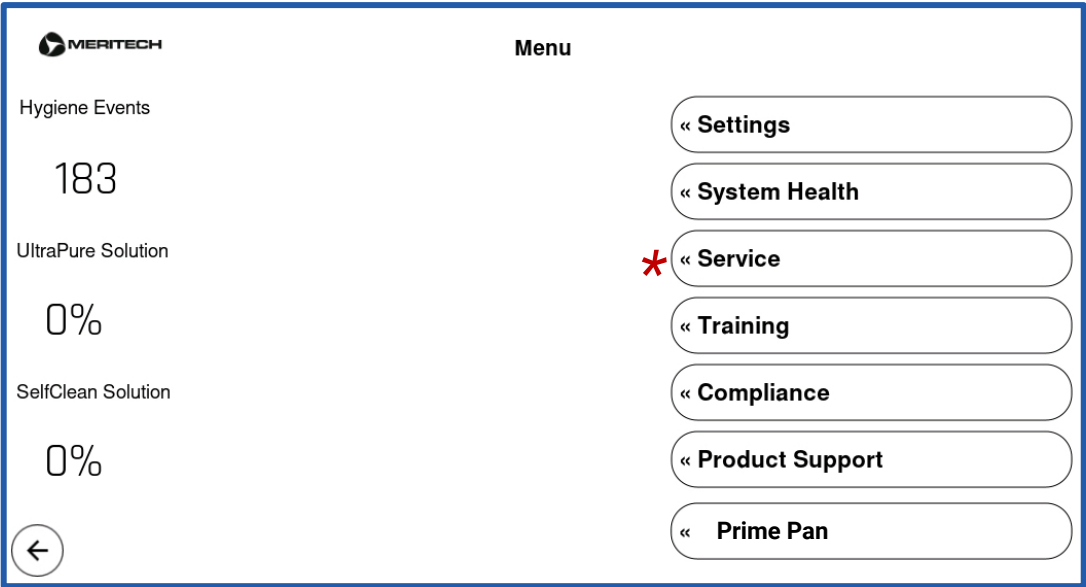 MERITECH
Menu
Hygiene Events
183
UltraPure Solution
0%
SelfClean Solution
0%
« Settings
« System Health
* « Service
« Training
« Compliance
« Product Support
« Prime Pan